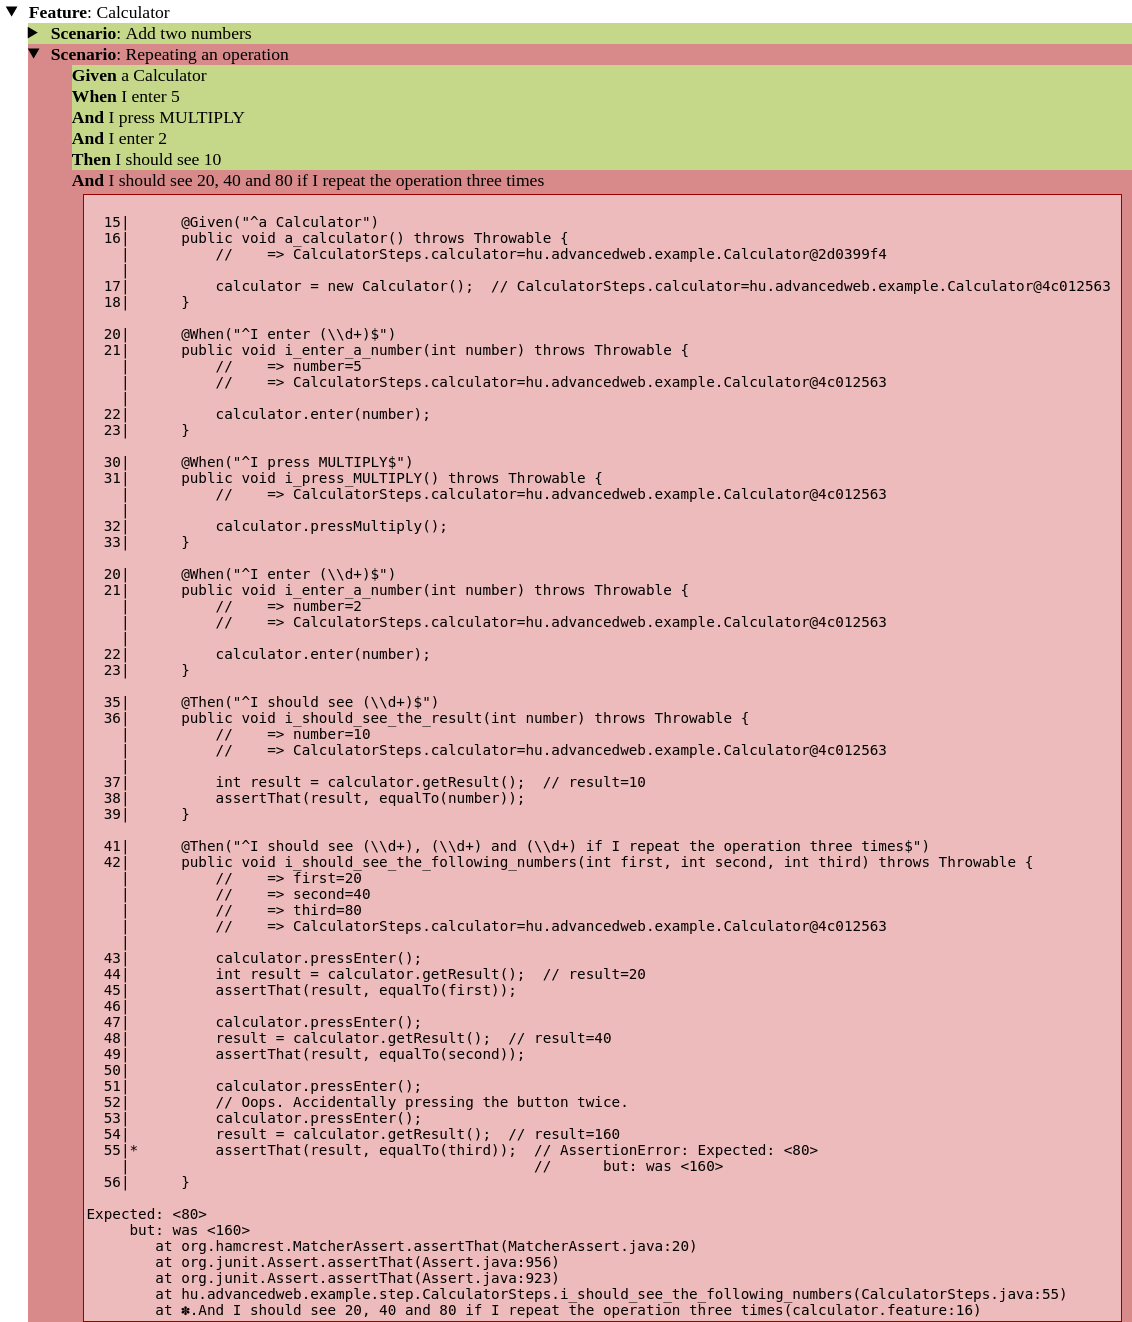 ▼ Feature: Calculator
▶ Scenario: Add two numbers
▼ Scenario: Repeating an operation
Given a Calculator
When I enter 5
And I press MULTIPLY
And I enter 2
Then I should see 10
And I should see 20, 40 and 80 if I repeat the operation three times
  15|      @Given("^a Calculator")
  16|      public void a_calculator() throws Throwable {
    |          //    => CalculatorSteps.calculator=hu.advancedweb.example.Calculator@2d0399f4
    |
  17|          calculator = new Calculator();  // CalculatorSteps.calculator=hu.advancedweb.example.Calculator@4c012563
  18|      }

  20|      @When("^I enter (\\d+)$")
  21|      public void i_enter_a_number(int number) throws Throwable {
    |          //    => number=5
    |          //    => CalculatorSteps.calculator=hu.advancedweb.example.Calculator@4c012563
    |
  22|          calculator.enter(number);
  23|      }

  30|      @When("^I press MULTIPLY$")
  31|      public void i_press_MULTIPLY() throws Throwable {
    |          //    => CalculatorSteps.calculator=hu.advancedweb.example.Calculator@4c012563
    |
  32|          calculator.pressMultiply();
  33|      }

  20|      @When("^I enter (\\d+)$")
  21|      public void i_enter_a_number(int number) throws Throwable {
    |          //    => number=2
    |          //    => CalculatorSteps.calculator=hu.advancedweb.example.Calculator@4c012563
    |
  22|          calculator.enter(number);
  23|      }

  35|      @Then("^I should see (\\d+)$")
  36|      public void i_should_see_the_result(int number) throws Throwable {
    |          //    => number=10
    |          //    => CalculatorSteps.calculator=hu.advancedweb.example.Calculator@4c012563
    |
  37|          int result = calculator.getResult();  // result=10
  38|          assertThat(result, equalTo(number));
  39|      }

  41|      @Then("^I should see (\\d+), (\\d+) and (\\d+) if I repeat the operation three times$")
  42|      public void i_should_see_the_following_numbers(int first, int second, int third) throws Throwable {
    |          //    => first=20
    |          //    => second=40
    |          //    => third=80
    |          //    => CalculatorSteps.calculator=hu.advancedweb.example.Calculator@4c012563
    |
  43|          calculator.pressEnter();
  44|          int result = calculator.getResult();  // result=20
  45|          assertThat(result, equalTo(first));
  46|
  47|          calculator.pressEnter();
  48|          result = calculator.getResult();  // result=40
  49|          assertThat(result, equalTo(second));
  50|
  51|          calculator.pressEnter();
  52|          // Oops. Accidentally pressing the button twice.
  53|          calculator.pressEnter();
  54|          result = calculator.getResult();  // result=160
  55|*         assertThat(result, equalTo(third));  // AssertionError: Expected: <80>
    |                                               //      but: was <160>
  56|      }

Expected: <80>
     but: was <160>
        at org.hamcrest.MatcherAssert.assertThat(MatcherAssert.java:20)
        at org.junit.Assert.assertThat(Assert.java:956)
        at org.junit.Assert.assertThat(Assert.java:923)
        at hu.advancedweb.example.step.CalculatorSteps.i_should_see_the_following_numbers(CalculatorSteps.java:55)
        at ✽.And I should see 20, 40 and 80 if I repeat the operation three times(calculator.feature:16)